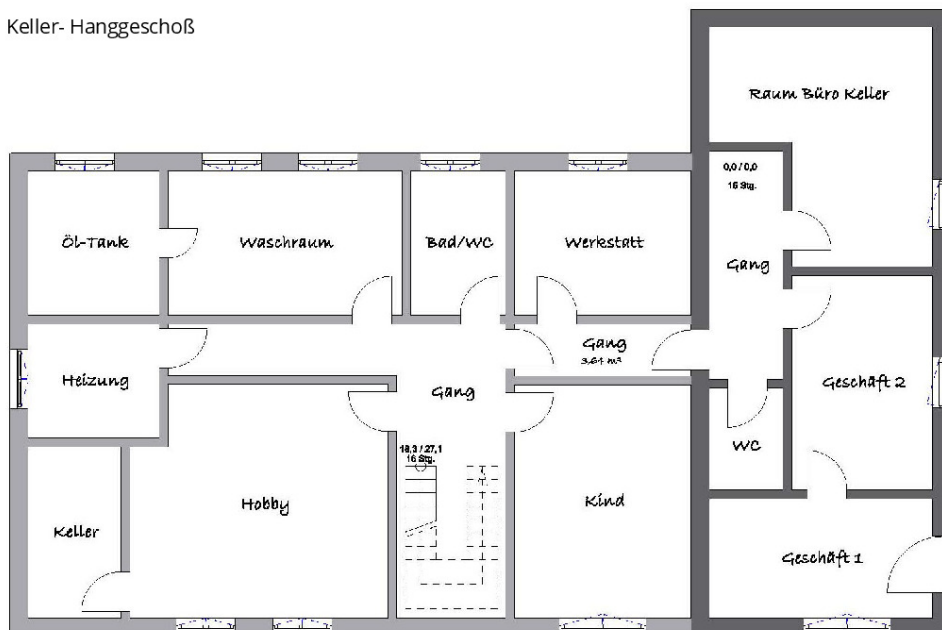 Keller- Hanggeschoß
Raum Büro Keller
0,0 / 0,0
16 Stg.
Öl-Tank
Waschraum
Bad/WC
Werkstatt
Gang
Gang
3.64 m²
Heizung
Gang
Geschäft 2
18,3 / 27,1
16 Stg.
WC
Hobby
Kind
Keller
Geschäft 1